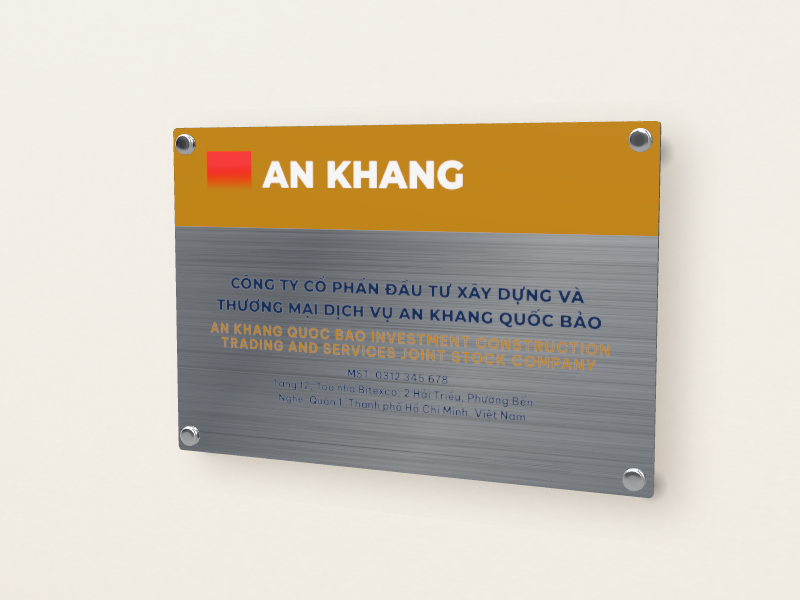 AN KHANG
CÔNG TY CỔ PHẦN ĐẦU TƯ XÂY DỰNG VÀ
THƯƠNG MẠI DỊCH VỤ AN KHANG QUỐC BẢO
AN KHANG QUOC BAO INVESTMENT CONSTRUCTION
TRADING AND SERVICES JOINT STOCK COMPANY
MST: 0312 345 678
Tầng 12, Tòa nhà Bitexco, 2 Hải Triều, Phường Bến
Nghé, Quận 1, Thành phố Hồ Chí Minh, Việt Nam